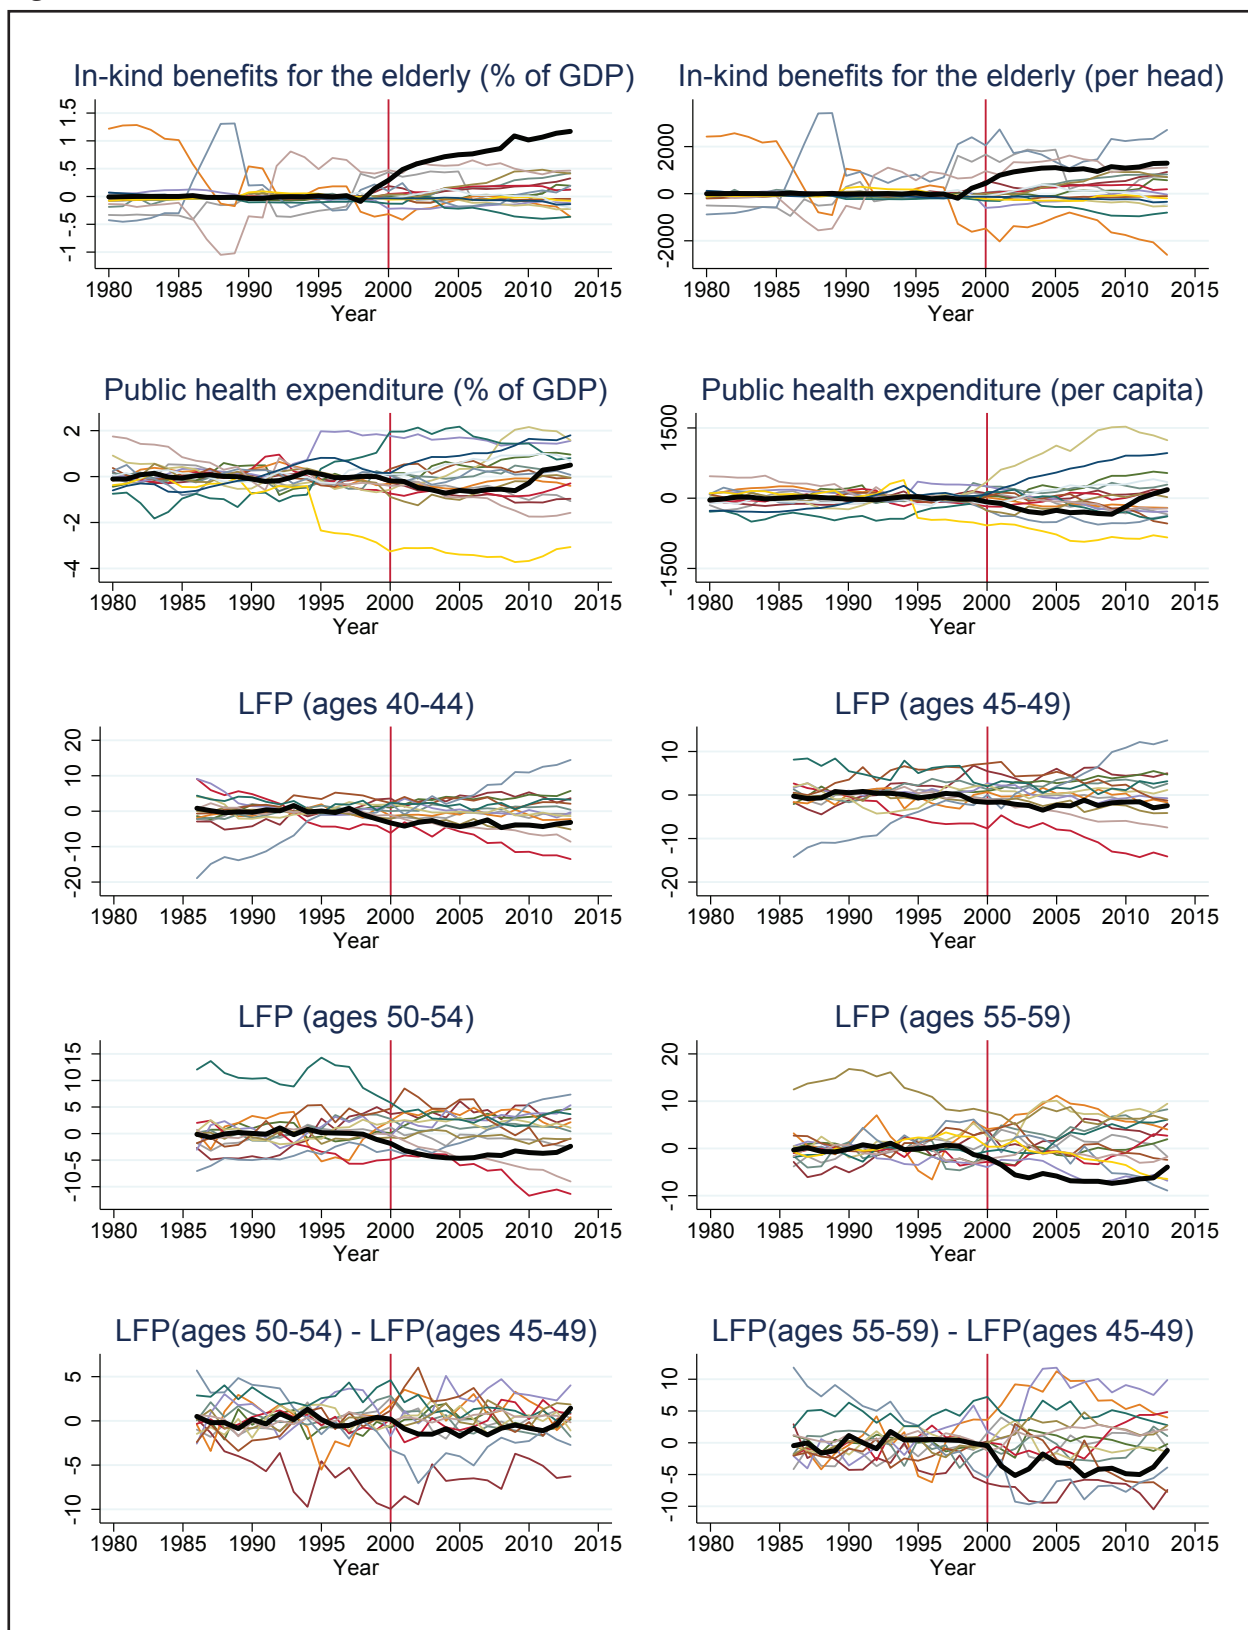 In-kind benefits for the elderly (% of GDP)
-1 -.5 0 .5 1 1.5
1980 1985 1990 1995 2000 2005 2010 2015
Year
In-kind benefits for the elderly (per head)
-2000 0 2000
1980 1985 1990 1995 2000 2005 2010 2015
Year
Public health expenditure (% of GDP)
-4 -2 0 2
1980 1985 1990 1995 2000 2005 2010 2015
Year
Public health expenditure (per capita)
-1500 0 1500
1980 1985 1990 1995 2000 2005 2010 2015
Year
LFP (ages 40-44)
-20 -10 0 10 20
1980 1985 1990 1995 2000 2005 2010 2015
Year
LFP (ages 45-49)
-20 -10 0 10
1980 1985 1990 1995 2000 2005 2010 2015
Year
LFP (ages 50-54)
-10 -5 0 5 10 15
1980 1985 1990 1995 2000 2005 2010 2015
Year
LFP (ages 55-59)
-10 0 10 20
1980 1985 1990 1995 2000 2005 2010 2015
Year
LFP(ages 50-54) - LFP(ages 45-49)
-10 -5 0 5
1980 1985 1990 1995 2000 2005 2010 2015
Year
LFP(ages 55-59) - LFP(ages 45-49)
-10 -5 0 5 10
1980 1985 1990 1995 2000 2005 2010 2015
Year